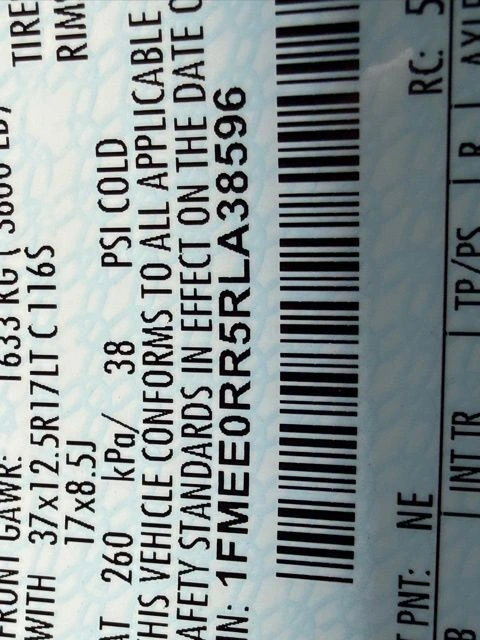 FRONT GAWR: 1633 KG ( 3600 LB) TIRE
WITH 37x12.5R17LT C 116S RIM
17x8.5J
AT 260 kPa/ 38 PSI COLD
THIS VEHICLE CONFORMS TO ALL APPLICABLE
SAFETY STANDARDS IN EFFECT ON THE DATE O
VIN: 1FMEE0RR5RLA38596
PNT: NE RC: 5
B | INT TR | TP/PS | R | AXLE